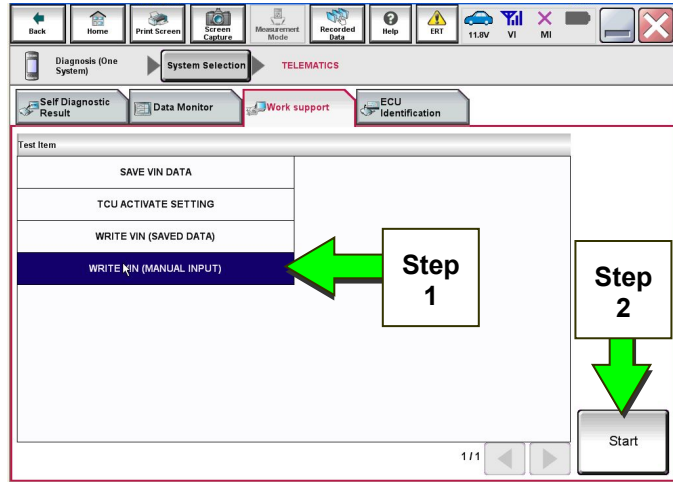 Back
Home
Print Screen
Screen
Capture
Measurement
Mode
Recorded
Data
Help
ERT
11.8V
VI
MI
Diagnosis (One
System)
System Selection
TELEMATICS
Self Diagnostic
Result
Data Monitor
Work support
ECU
Identification
Test Item
SAVE VIN DATA
TCU ACTIVATE SETTING
WRITE VIN (SAVED DATA)
WRITE VIN (MANUAL INPUT)
Step
1
Step
2
Start
1/1